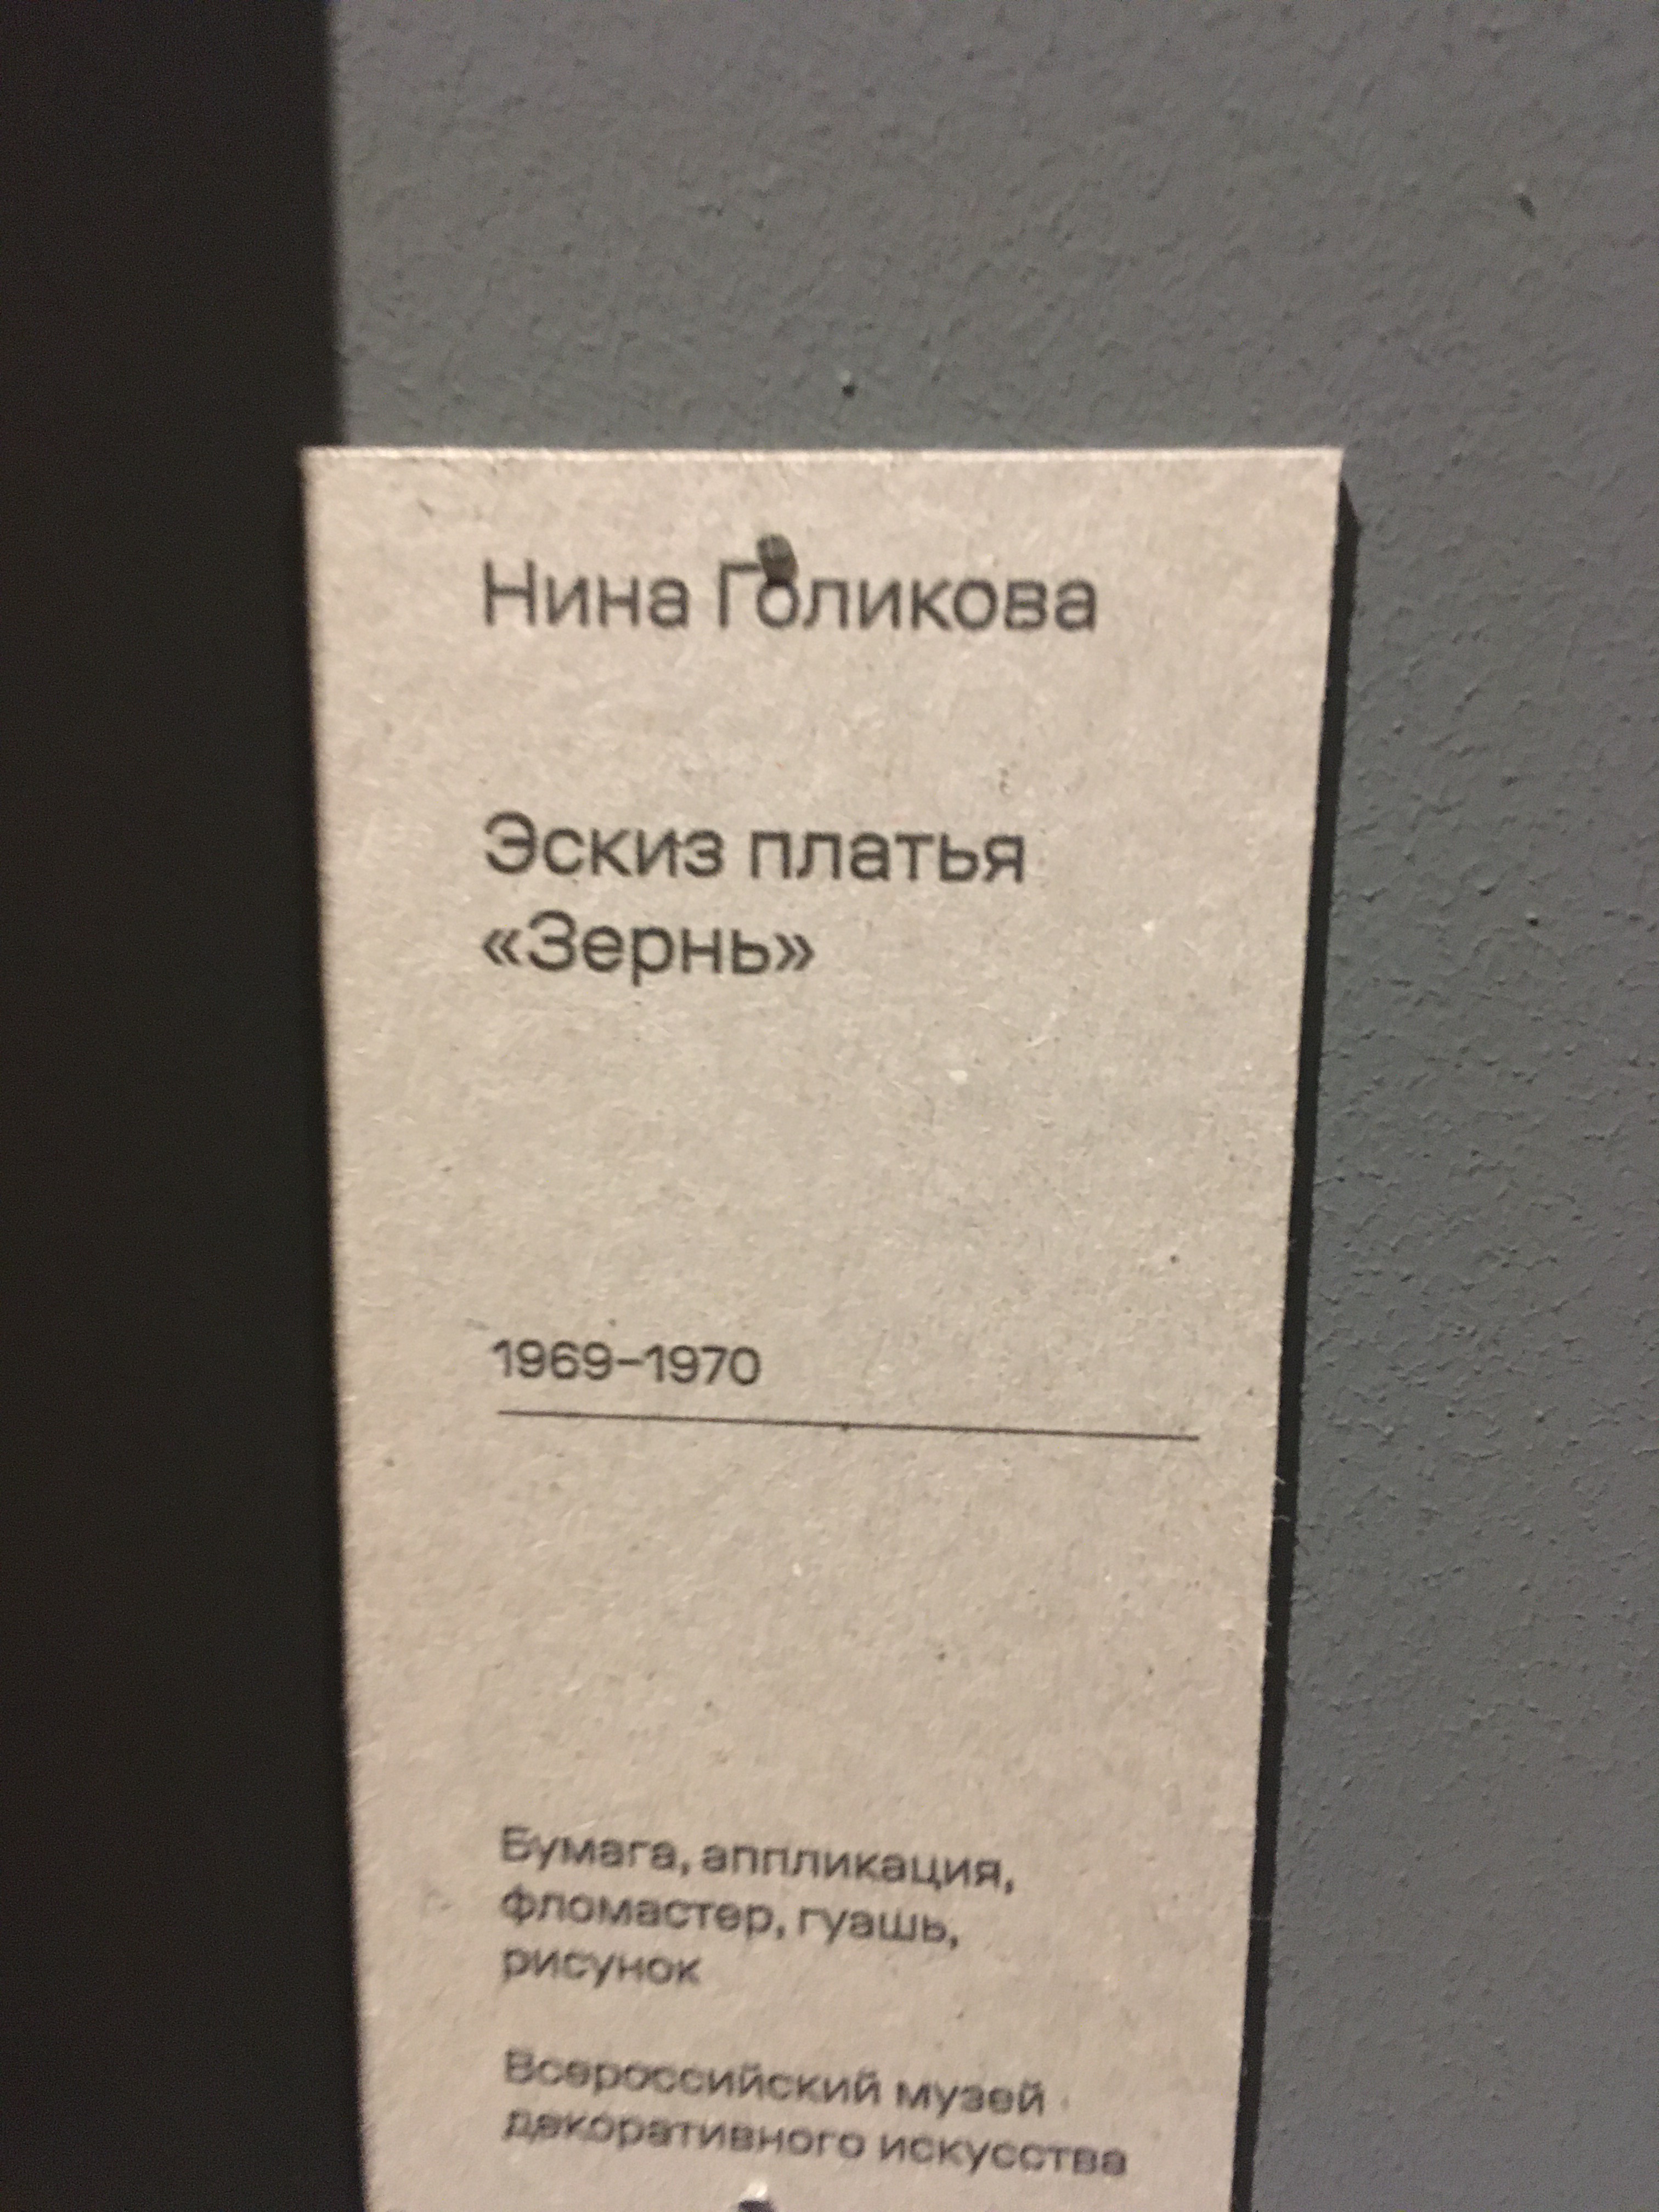 Нина Голикова
Эскиз платья
«Зернь»
1969–1970
Бумага, аппликация,
фломастер, гуашь,
рисунок
Всероссийский музей
декоративного искусства